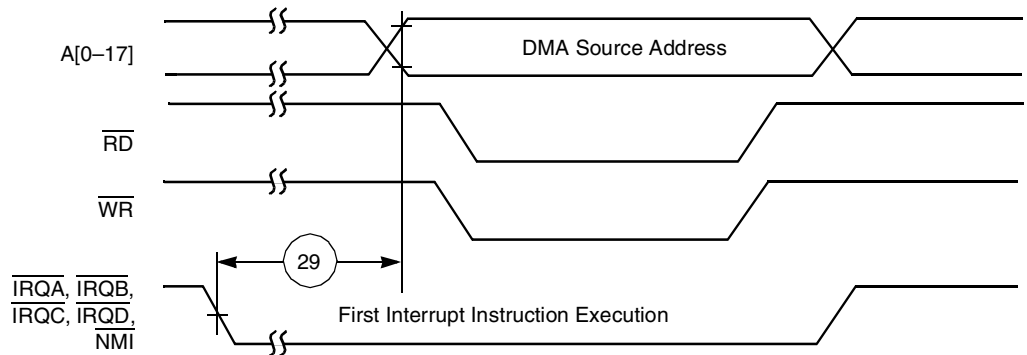 A[0–17]
DMA Source Address
RD
WR
29
IRQA, IRQB,
IRQC, IRQD,
NMI
First Interrupt Instruction Execution